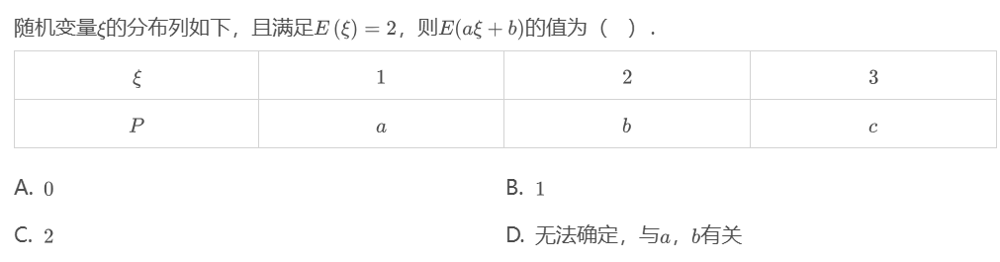 随机变量ξ的分布列如下，且满足E(ξ) = 2，则E(aξ + b)的值为（　）．
ξ 1 2 3
P a b c
A. 0 B. 1
C. 2 D. 无法确定，与a，b有关